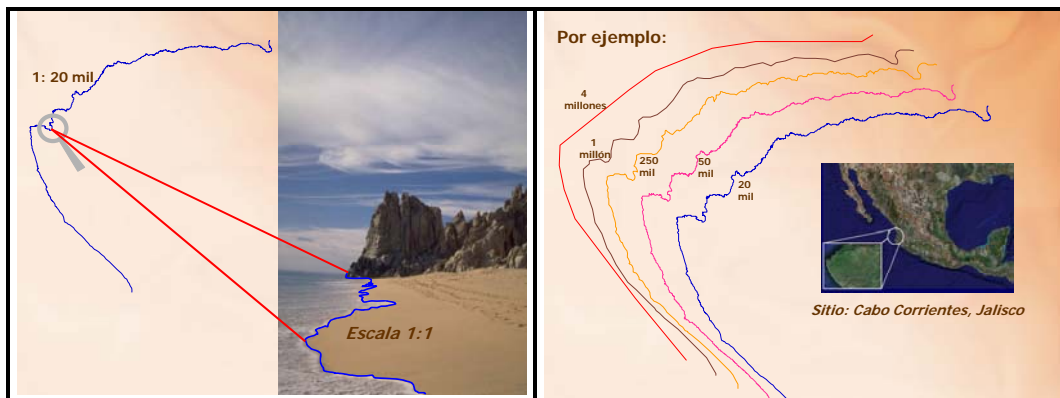 1: 20 mil
Escala 1:1
Por ejemplo:
4
millones
1
millón
250
mil
50
mil
20
mil
Sitio: Cabo Corrientes, Jalisco